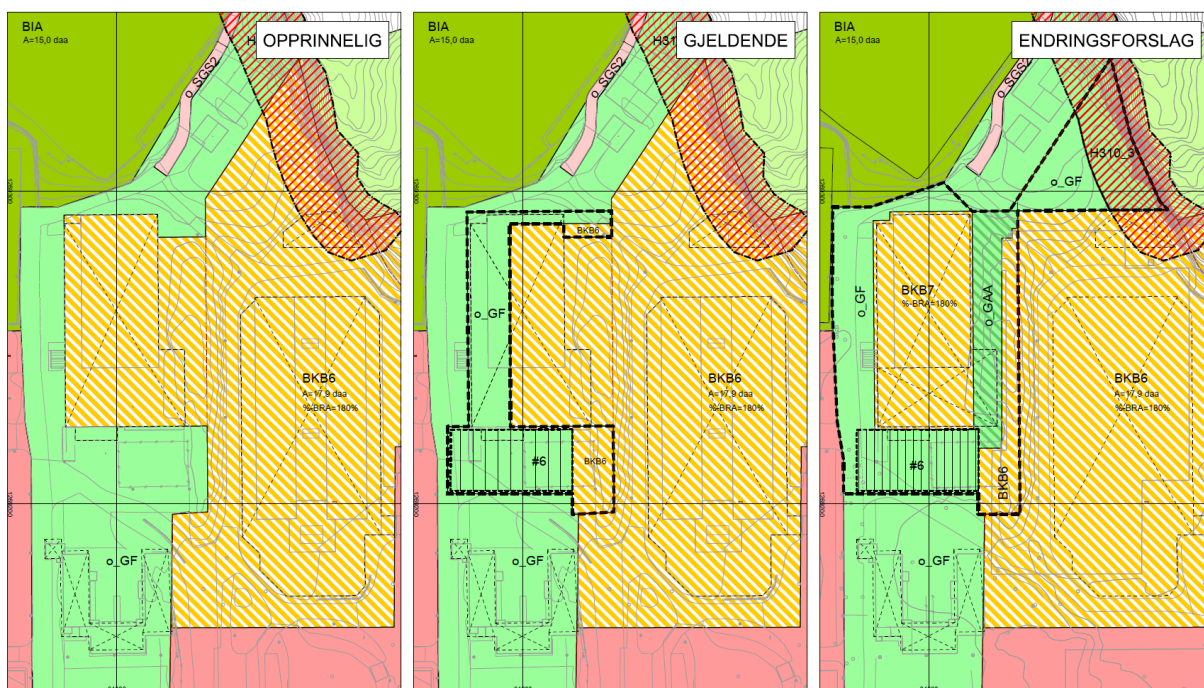 BIA
A=15,0 daa
OPPRINNELIG
o_SGS2
BKB6
A=17,9 daa
%-BRA=180%
o_GF
BIA
A=15,0 daa
GJELDENDE
o_SGS2
BKB6
o_GF
BKB6
A=17,9 daa
%-BRA=180%
#6
BKB6
o_GF
BIA
A=15,0 daa
ENDRINGSFORSLAG
o_SGS2
H310_3
o_GF
o_GF
BKB7
%-BRA=180%
o_GAA
BKB6
A=17,9 daa
%-BRA=180%
#6
BKB6
o_GF